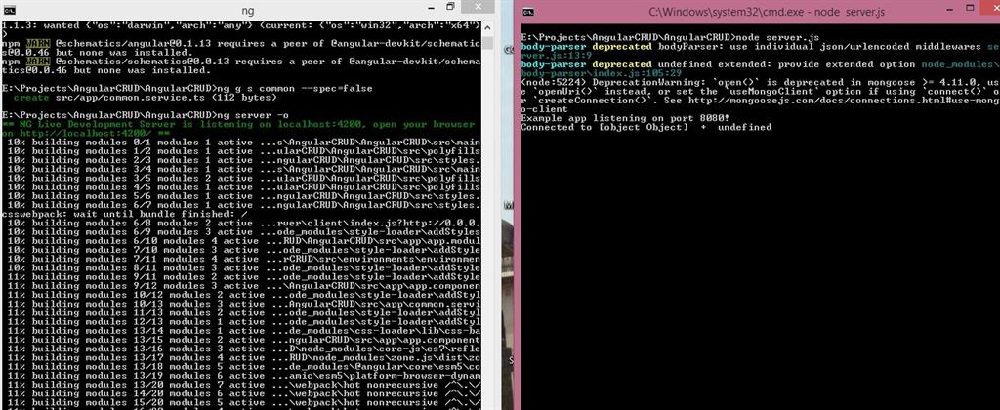 ng
1.1.3: wanted {"os":"darwin","arch":"any"} (current: {"os":"win32","arch":"x64"}
)
npm WARN @schematics/angular@0.1.13 requires a peer of @angular-devkit/schematic
s@0.0.46 but none was installed.
npm WARN @schematics/schematics@0.0.13 requires a peer of @angular-devkit/schema
tics@0.0.46 but none was installed.
E:\Projects\AngularCRUD\AngularCRUD>ng g s common --spec=false
create src/app/common.service.ts (112 bytes)
E:\Projects\AngularCRUD\AngularCRUD>ng server -o
** NG Live Development Server is listening on localhost:4200, open your browser
on http://localhost:4200/ **
10% building modules 0/1 modules 1 active ...s\AngularCRUD\AngularCRUD\src\main
10% building modules 1/2 modules 1 active ...ularCRUD\AngularCRUD\src\polyfills
10% building modules 2/3 modules 1 active ...ngularCRUD\AngularCRUD\src\styles.
10% building modules 3/4 modules 1 active ...s\AngularCRUD\AngularCRUD\src\main
10% building modules 3/5 modules 2 active ...ularCRUD\AngularCRUD\src\polyfills
10% building modules 4/5 modules 1 active ...ularCRUD\AngularCRUD\src\polyfills
10% building modules 5/6 modules 1 active ...ngularCRUD\AngularCRUD\src\styles.
10% building modules 6/7 modules 1 active ...ngularCRUD\AngularCRUD\src\styles.
csswebpack: wait until bundle finished: /
10% building modules 6/8 modules 2 active ...rver\client\index.js?http://0.0.0.
10% building modules 6/9 modules 3 active ...ode_modules\style-loader\addStyles
10% building modules 6/10 modules 4 active ...RUD\AngularCRUD\src\app\app.modul
10% building modules 7/10 modules 3 active ...ode_modules\style-loader\addStyle
10% building modules 7/11 modules 4 active ...rCRUD\src\environments\environmen
10% building modules 8/11 modules 3 active ...ode_modules\style-loader\addStyle
11% building modules 9/11 modules 2 active ...ode_modules\style-loader\addStyle
11% building modules 9/12 modules 3 active ...AngularCRUD\src\app\app.componen
11% building modules 10/12 modules 2 active ...ode_modules\style-loader\addStyl
11% building modules 10/13 modules 3 active ...AngularCRUD\src\app\common.servi
11% building modules 11/13 modules 2 active ...ode_modules\style-loader\addStyl
11% building modules 12/13 modules 1 active ...ode_modules\style-loader\addStyl
11% building modules 13/14 modules 1 active ...de_modules\css-loader\lib\css-ba
11% building modules 13/15 modules 2 active ...ngularCRUD\src\app\app.component
11% building modules 13/16 modules 3 active ...D\node_modules\core-js\es7\refle
11% building modules 13/17 modules 4 active ...RUD\node_modules\zone.js\dist\zo
11% building modules 13/18 modules 5 active ...de_modules\@angular\core\esm5\co
11% building modules 13/19 modules 6 active ...amic\esm5\platform-browser-dynam
11% building modules 13/20 modules 7 active ...\webpack\hot nonrecursive /^\.\/
11% building modules 14/20 modules 6 active ...\webpack\hot nonrecursive /^\.\/
11% building modules 15/20 modules 5 active ...\webpack\hot nonrecursive /^\.\/
C:\Windows\system32\cmd.exe - node server.js
E:\Projects\AngularCRUD\AngularCRUD>node server.js
body-parser deprecated bodyParser: use individual json/urlencoded middlewares se
rver.js:13:9
body-parser deprecated undefined extended: provide extended option node_modules\
body-parser\index.js:105:29
(node:5224) DeprecationWarning: `open()` is deprecated in mongoose >= 4.11.0, us
e `openUri()` instead, or set the `useMongoClient` option if using `connect()` o
r `createConnection()`. See http://mongoosejs.com/docs/connections.html#use-mong
o-client
Example app listening on port 8080!
Connected to [object Object] + undefined